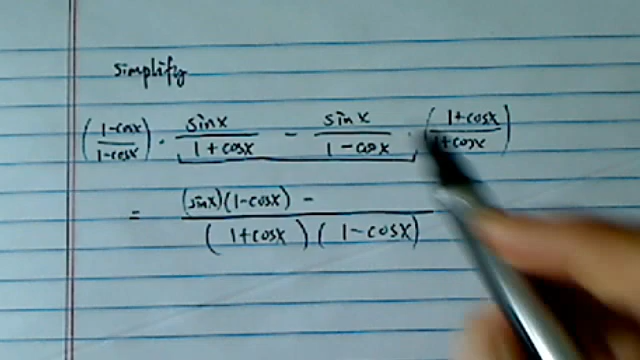 Simplify
(1-cosx/1-cosx) · sinx/1+cosx - sinx/1-cosx · (1+cosx/1+cosx)
= (sinx)(1-cosx) - / (1+cosx)(1-cosx)